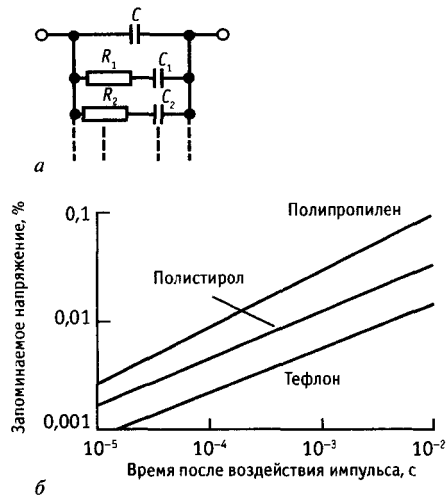 C
R₁
C₁
R₂
C₂
а
Запоминаемое напряжение, %
0,1
0,01
0,001
Полипропилен
Полистирол
Тефлон
10⁻⁵
10⁻⁴
10⁻³
10⁻²
Время после воздействия импульса, с
б